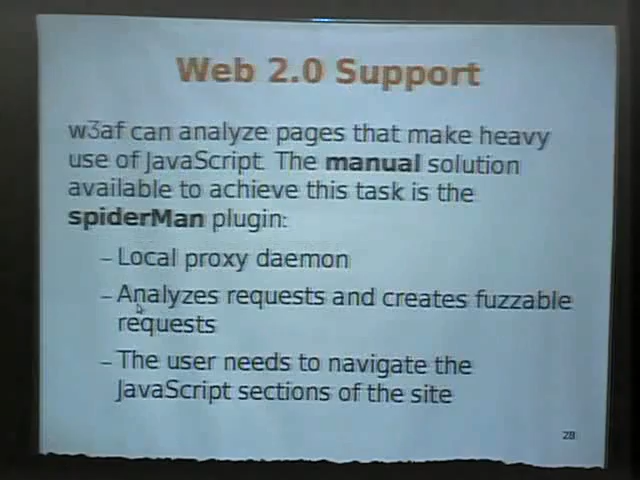 Web 2.0 Support
w3af can analyze pages that make heavy
use of JavaScript. The manual solution
available to achieve this task is the
spiderMan plugin:
– Local proxy daemon
– Analyzes requests and creates fuzzable
requests
– The user needs to navigate the
JavaScript sections of the site
28